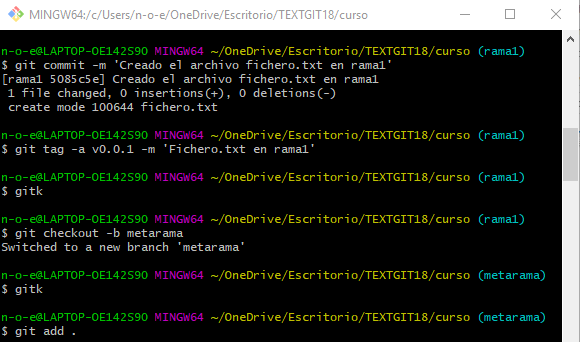 MINGW64:/c/Users/n-o-e/OneDrive/Escritorio/TEXTGIT18/curso
n-o-e@LAPTOP-OE142S90 MINGW64 ~/OneDrive/Escritorio/TEXTGIT18/curso (rama1)
$ git commit -m 'Creado el archivo fichero.txt en rama1'
[rama1 5085c5e] Creado el archivo fichero.txt en rama1
 1 file changed, 0 insertions(+), 0 deletions(-)
 create mode 100644 fichero.txt
n-o-e@LAPTOP-OE142S90 MINGW64 ~/OneDrive/Escritorio/TEXTGIT18/curso (rama1)
$ git tag -a v0.0.1 -m 'Fichero.txt en rama1'
n-o-e@LAPTOP-OE142S90 MINGW64 ~/OneDrive/Escritorio/TEXTGIT18/curso (rama1)
$ gitk
n-o-e@LAPTOP-OE142S90 MINGW64 ~/OneDrive/Escritorio/TEXTGIT18/curso (rama1)
$ git checkout -b metarama
Switched to a new branch 'metarama'
n-o-e@LAPTOP-OE142S90 MINGW64 ~/OneDrive/Escritorio/TEXTGIT18/curso (metarama)
$ gitk
n-o-e@LAPTOP-OE142S90 MINGW64 ~/OneDrive/Escritorio/TEXTGIT18/curso (metarama)
$ git add .